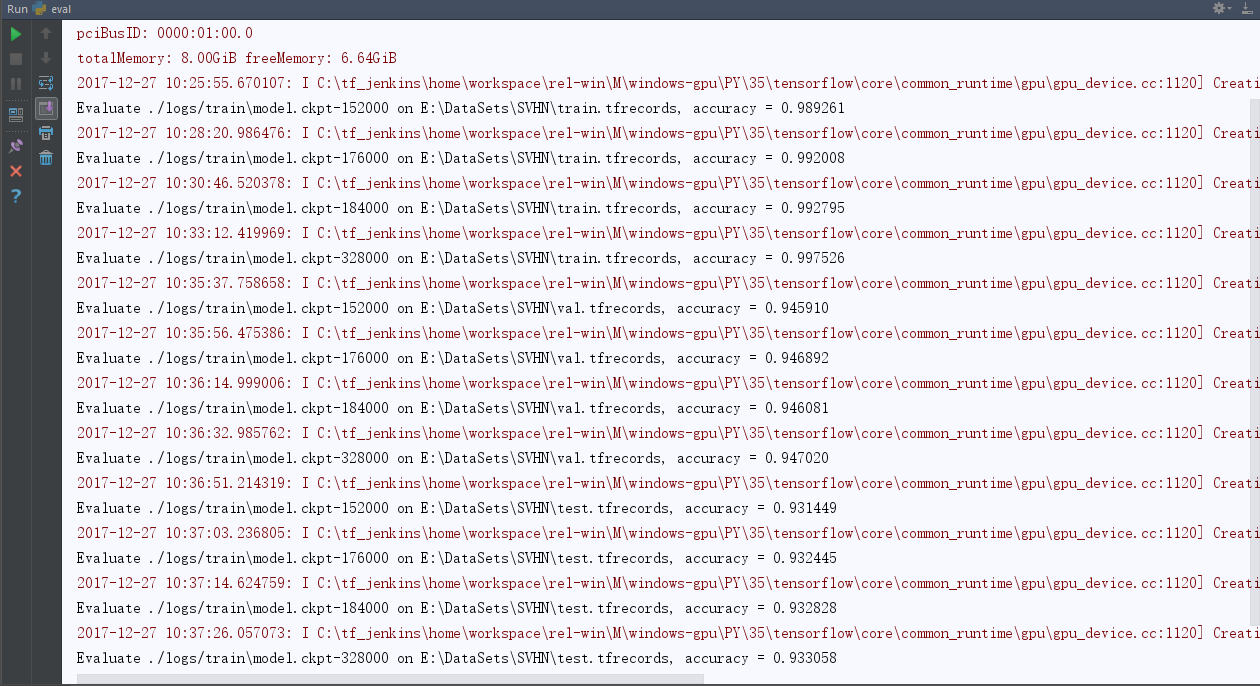 Run eval
pciBusID: 0000:01:00.0
totalMemory: 8.00GiB freeMemory: 6.64GiB
2017-12-27 10:25:55.670107: I C:\tf_jenkins\home\workspace\rel-win\M\windows-gpu\PY\35\tensorflow\core\common_runtime\gpu\gpu_device.cc:1120] Creati
Evaluate ./logs/train\model.ckpt-152000 on E:\DataSets\SVHN\train.tfrecords, accuracy = 0.989261
2017-12-27 10:28:20.986476: I C:\tf_jenkins\home\workspace\rel-win\M\windows-gpu\PY\35\tensorflow\core\common_runtime\gpu\gpu_device.cc:1120] Creati
Evaluate ./logs/train\model.ckpt-176000 on E:\DataSets\SVHN\train.tfrecords, accuracy = 0.992008
2017-12-27 10:30:46.520378: I C:\tf_jenkins\home\workspace\rel-win\M\windows-gpu\PY\35\tensorflow\core\common_runtime\gpu\gpu_device.cc:1120] Creati
Evaluate ./logs/train\model.ckpt-184000 on E:\DataSets\SVHN\train.tfrecords, accuracy = 0.992795
2017-12-27 10:33:12.419969: I C:\tf_jenkins\home\workspace\rel-win\M\windows-gpu\PY\35\tensorflow\core\common_runtime\gpu\gpu_device.cc:1120] Creati
Evaluate ./logs/train\model.ckpt-328000 on E:\DataSets\SVHN\train.tfrecords, accuracy = 0.997526
2017-12-27 10:35:37.758658: I C:\tf_jenkins\home\workspace\rel-win\M\windows-gpu\PY\35\tensorflow\core\common_runtime\gpu\gpu_device.cc:1120] Creati
Evaluate ./logs/train\model.ckpt-152000 on E:\DataSets\SVHN\val.tfrecords, accuracy = 0.945910
2017-12-27 10:35:56.475386: I C:\tf_jenkins\home\workspace\rel-win\M\windows-gpu\PY\35\tensorflow\core\common_runtime\gpu\gpu_device.cc:1120] Creati
Evaluate ./logs/train\model.ckpt-176000 on E:\DataSets\SVHN\val.tfrecords, accuracy = 0.946892
2017-12-27 10:36:14.999006: I C:\tf_jenkins\home\workspace\rel-win\M\windows-gpu\PY\35\tensorflow\core\common_runtime\gpu\gpu_device.cc:1120] Creati
Evaluate ./logs/train\model.ckpt-184000 on E:\DataSets\SVHN\val.tfrecords, accuracy = 0.946081
2017-12-27 10:36:32.985762: I C:\tf_jenkins\home\workspace\rel-win\M\windows-gpu\PY\35\tensorflow\core\common_runtime\gpu\gpu_device.cc:1120] Creati
Evaluate ./logs/train\model.ckpt-328000 on E:\DataSets\SVHN\val.tfrecords, accuracy = 0.947020
2017-12-27 10:36:51.214319: I C:\tf_jenkins\home\workspace\rel-win\M\windows-gpu\PY\35\tensorflow\core\common_runtime\gpu\gpu_device.cc:1120] Creati
Evaluate ./logs/train\model.ckpt-152000 on E:\DataSets\SVHN\test.tfrecords, accuracy = 0.931449
2017-12-27 10:37:03.236805: I C:\tf_jenkins\home\workspace\rel-win\M\windows-gpu\PY\35\tensorflow\core\common_runtime\gpu\gpu_device.cc:1120] Creati
Evaluate ./logs/train\model.ckpt-176000 on E:\DataSets\SVHN\test.tfrecords, accuracy = 0.932445
2017-12-27 10:37:14.624759: I C:\tf_jenkins\home\workspace\rel-win\M\windows-gpu\PY\35\tensorflow\core\common_runtime\gpu\gpu_device.cc:1120] Creati
Evaluate ./logs/train\model.ckpt-184000 on E:\DataSets\SVHN\test.tfrecords, accuracy = 0.932828
2017-12-27 10:37:26.057073: I C:\tf_jenkins\home\workspace\rel-win\M\windows-gpu\PY\35\tensorflow\core\common_runtime\gpu\gpu_device.cc:1120] Creati
Evaluate ./logs/train\model.ckpt-328000 on E:\DataSets\SVHN\test.tfrecords, accuracy = 0.933058